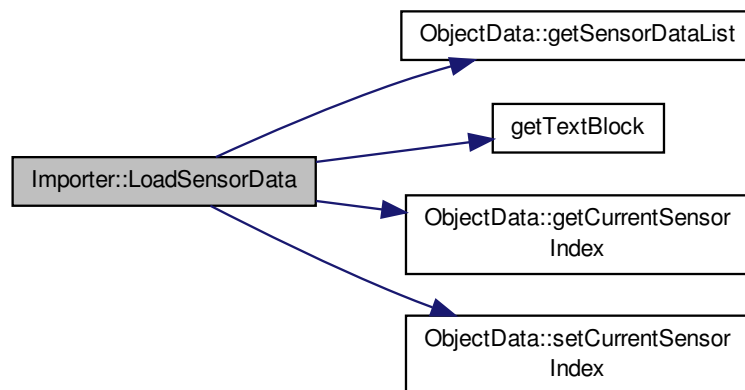 ObjectData::getSensorDataList
getTextBlock
Importer::LoadSensorData
ObjectData::getCurrentSensor
Index
ObjectData::setCurrentSensor
Index